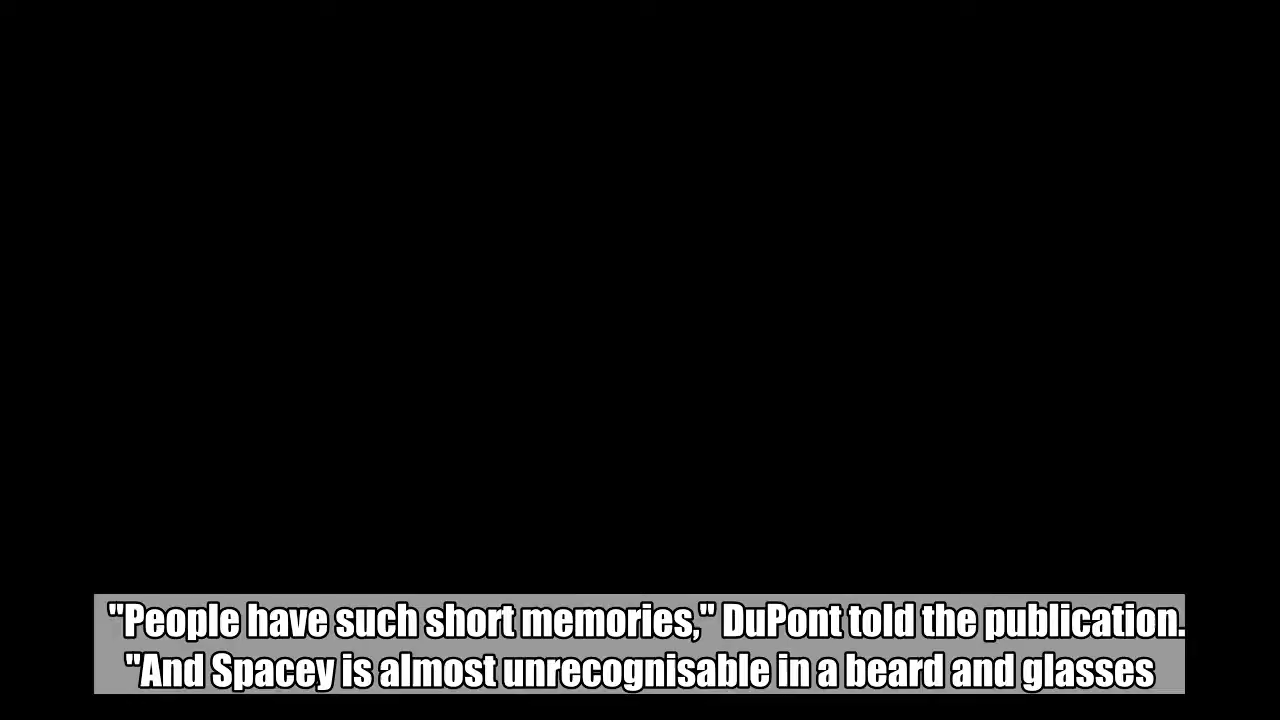 "People have such short memories," DuPont told the publication.
"And Spacey is almost unrecognisable in a beard and glasses